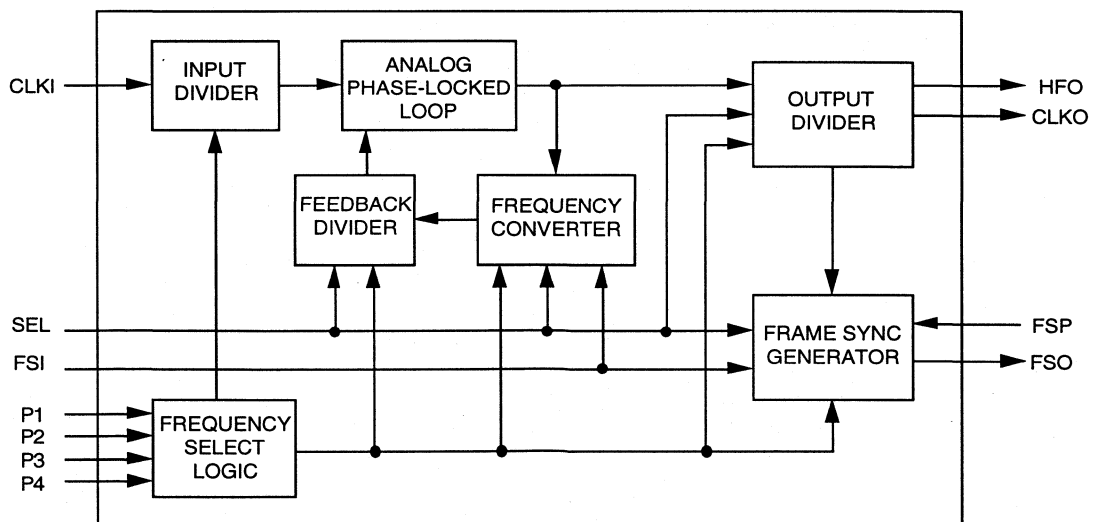 CLKI
INPUT
DIVIDER
ANALOG
PHASE-LOCKED
LOOP
OUTPUT
DIVIDER
HFO
CLKO
FEEDBACK
DIVIDER
FREQUENCY
CONVERTER
SEL
FSI
FRAME SYNC
GENERATOR
FSP
FSO
P1
P2
P3
P4
FREQUENCY
SELECT
LOGIC